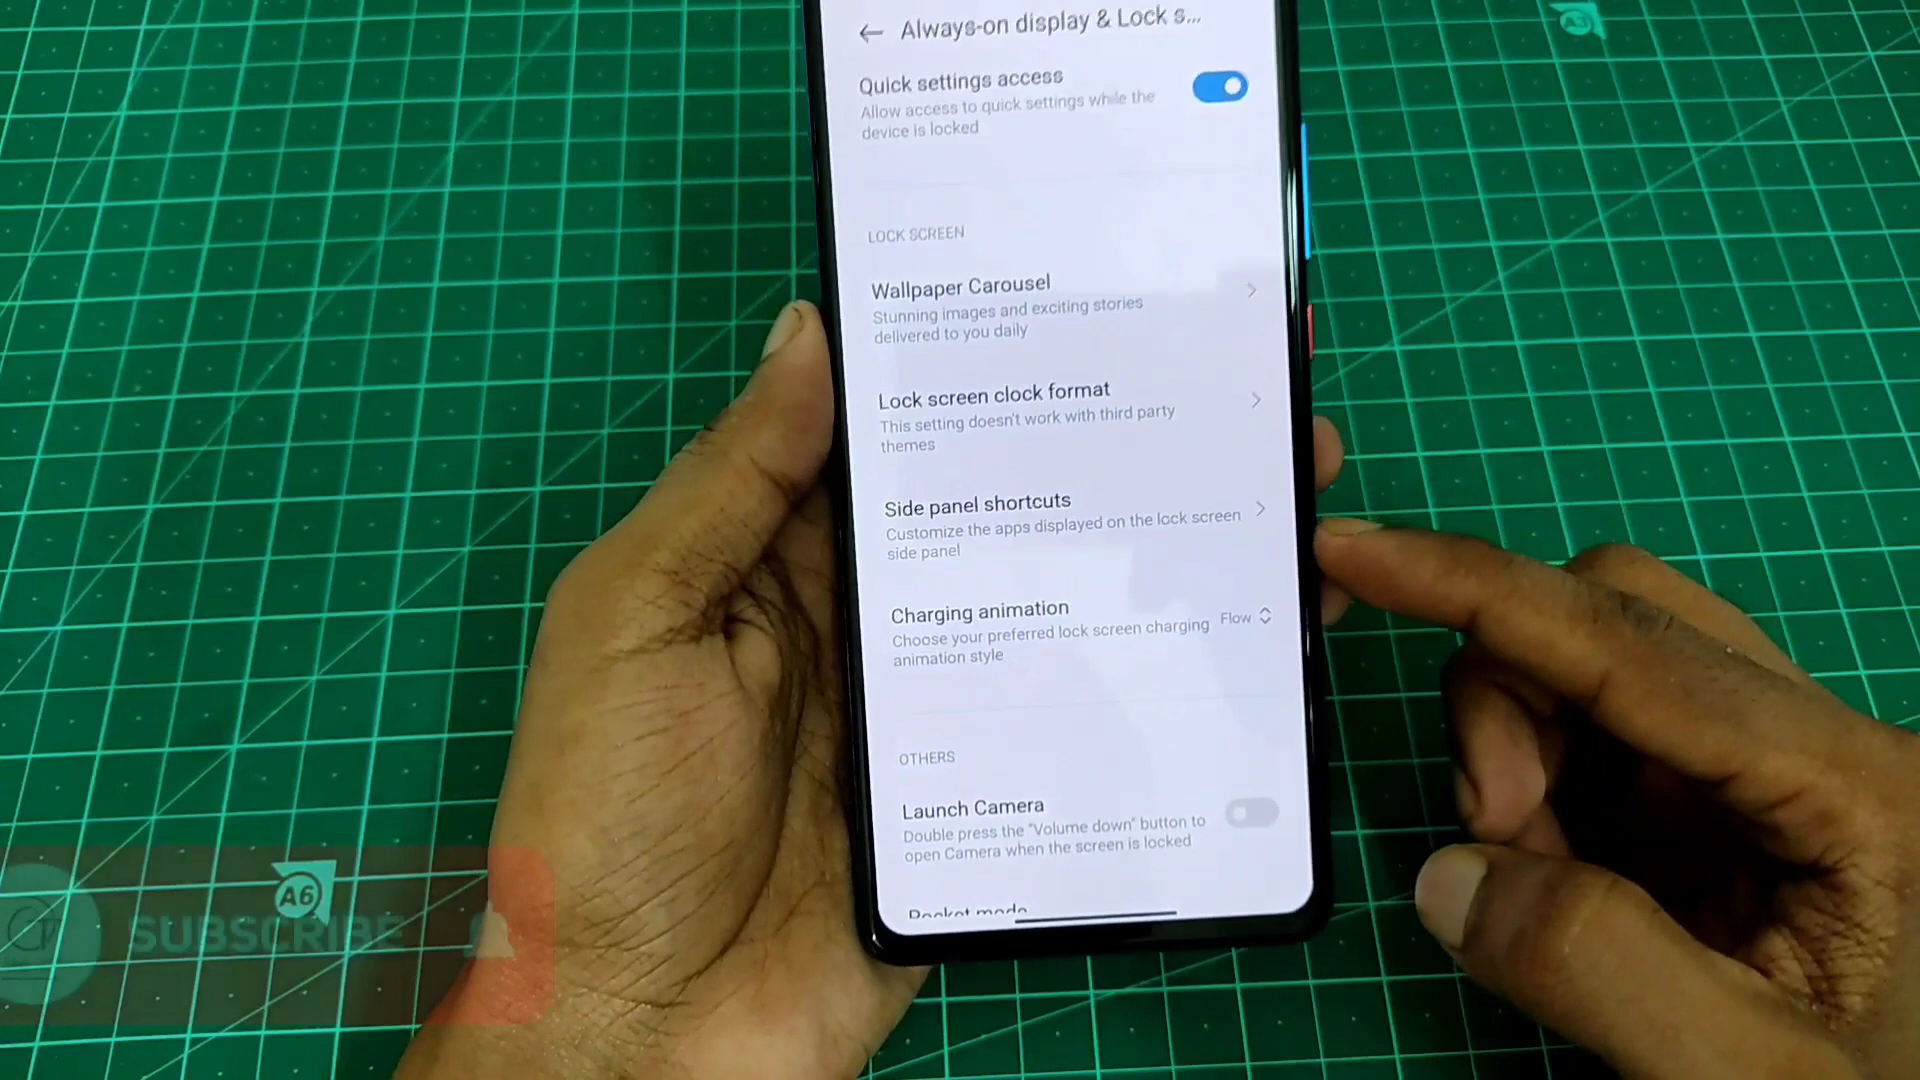 A3
Always-on display & Lock s...
Quick settings access
Allow access to quick settings while the
device is locked
LOCK SCREEN
Wallpaper Carousel
Stunning images and exciting stories
delivered to you daily
Lock screen clock format
This setting doesn't work with third party
themes
Side panel shortcuts
Customize the apps displayed on the lock screen
side panel
Charging animation
Choose your preferred lock screen charging
animation style
Flow
OTHERS
Launch Camera
Double press the "Volume down" button to
open Camera when the screen is locked
Pocket mode
A6
SUBSCRIBE